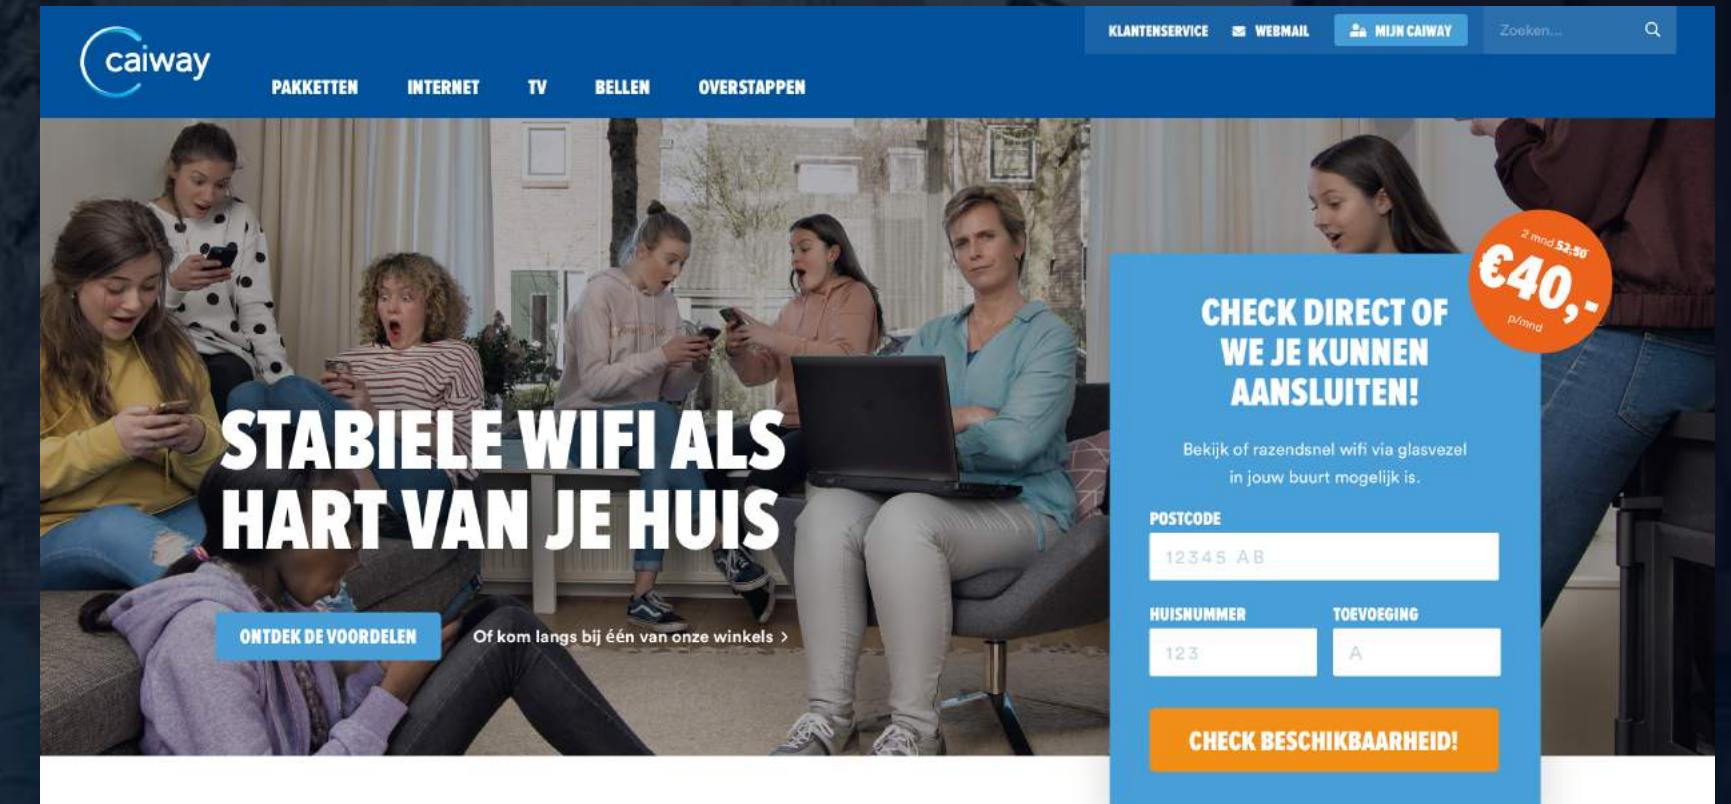 caiway
KLANTENSERVICE
WEBMAIL
MIJN CAIWAY
Zoeken...
PAKKETTEN
INTERNET
TV
BELLEN
OVERSTAPPEN
STABIELE WIFI ALS
HART VAN JE HUIS
ONTDEK DE VOORDELEN
Of kom langs bij één van onze winkels >
2 mnd 52,50
€40,-
p/mnd
CHECK DIRECT OF
WE JE KUNNEN
AANSLUITEN!
Bekijk of razendsnel wifi via glasvezel
in jouw buurt mogelijk is.
POSTCODE
12345 AB
HUISNUMMER
TOEVOEGING
123
A
CHECK BESCHIKBAARHEID!